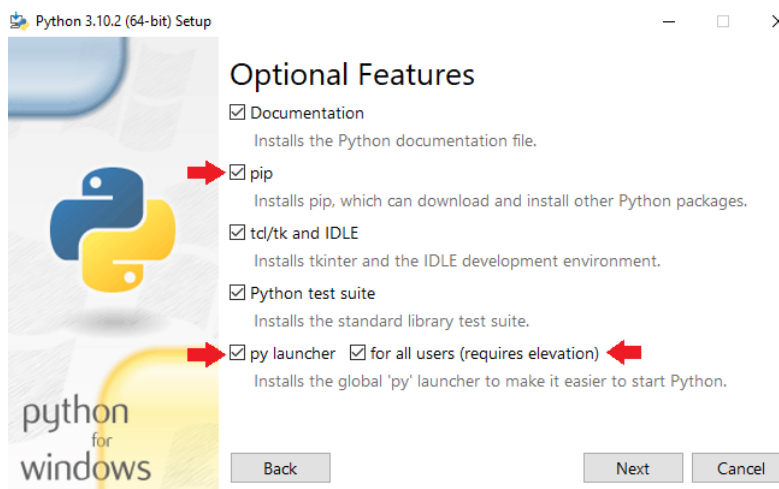 Python 3.10.2 (64-bit) Setup
Optional Features
Documentation
Installs the Python documentation file.
pip
Installs pip, which can download and install other Python packages.
tcl/tk and IDLE
Installs tkinter and the IDLE development environment.
Python test suite
Installs the standard library test suite.
py launcher for all users (requires elevation)
Installs the global 'py' launcher to make it easier to start Python.
python
for
windows
Back Next Cancel